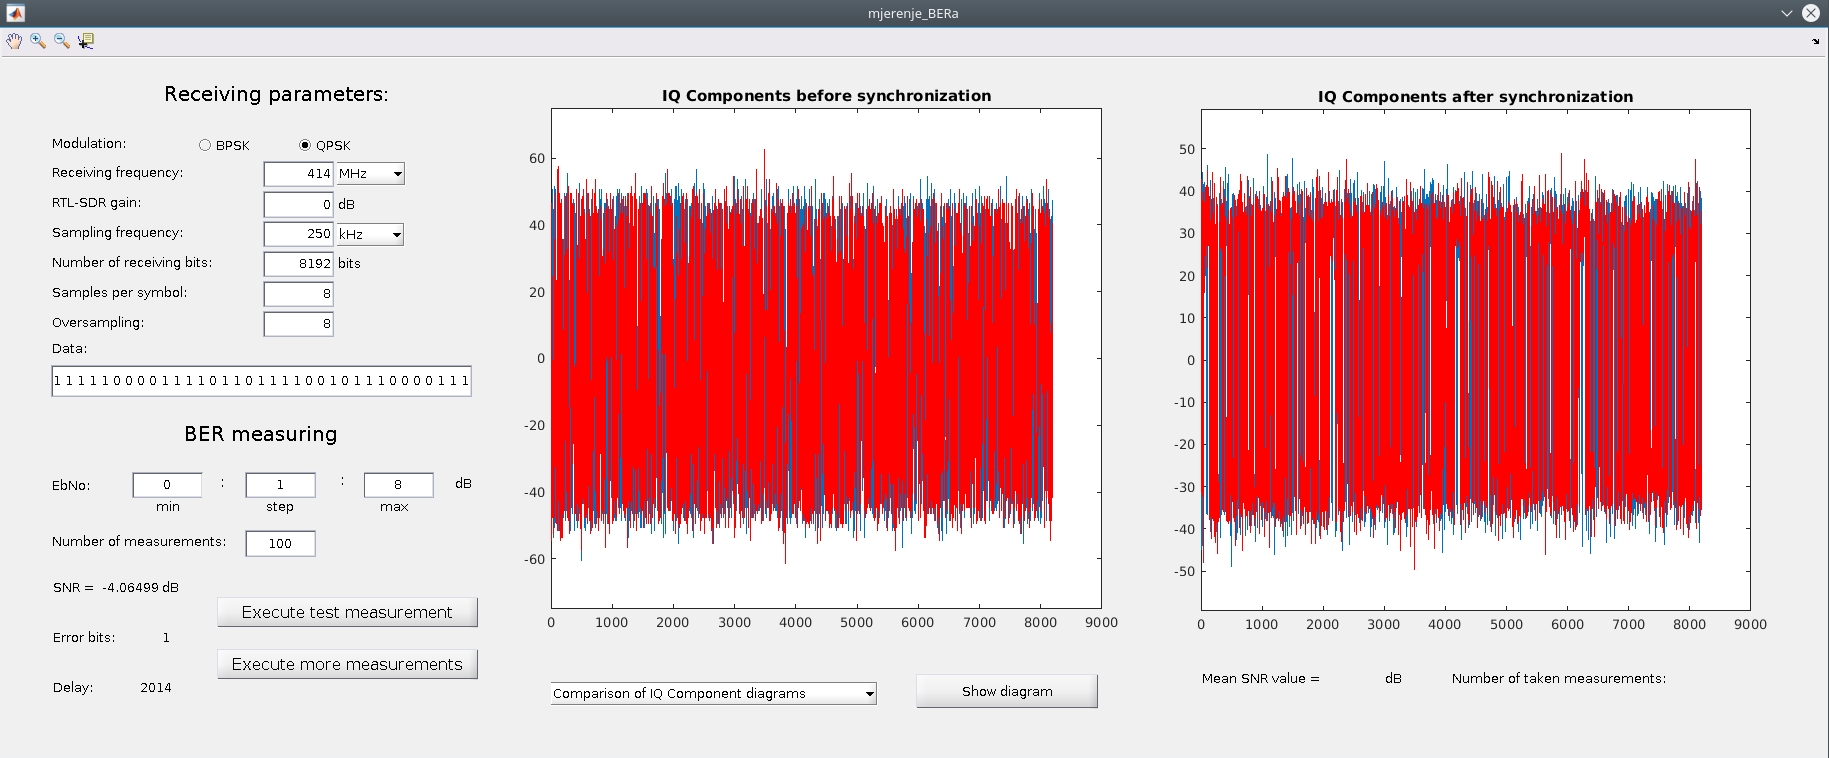 mjerenje_BERa
Receiving parameters:
Modulation: BPSK QPSK
Receiving frequency: 414 MHz
RTL-SDR gain: 0 dB
Sampling frequency: 250 kHz
Number of receiving bits: 8192 bits
Samples per symbol: 8
Oversampling: 8
Data:
1 1 1 1 1 0 0 0 0 1 1 1 1 0 1 1 0 1 1 1 1 0 0 1 0 1 1 1 0 0 0 0 1 1 1
BER measuring
EbNo: 0 : 1 : 8 dB
min step max
Number of measurements: 100
SNR = -4.06499 dB
Execute test measurement
Error bits: 1
Execute more measurements
Delay: 2014
IQ Components before synchronization
60
40
20
0
-20
-40
-60
0 1000 2000 3000 4000 5000 6000 7000 8000 9000
Comparison of IQ Component diagrams
Show diagram
IQ Components after synchronization
50
40
30
20
10
0
-10
-20
-30
-40
-50
0 1000 2000 3000 4000 5000 6000 7000 8000 9000
Mean SNR value = dB Number of taken measurements: